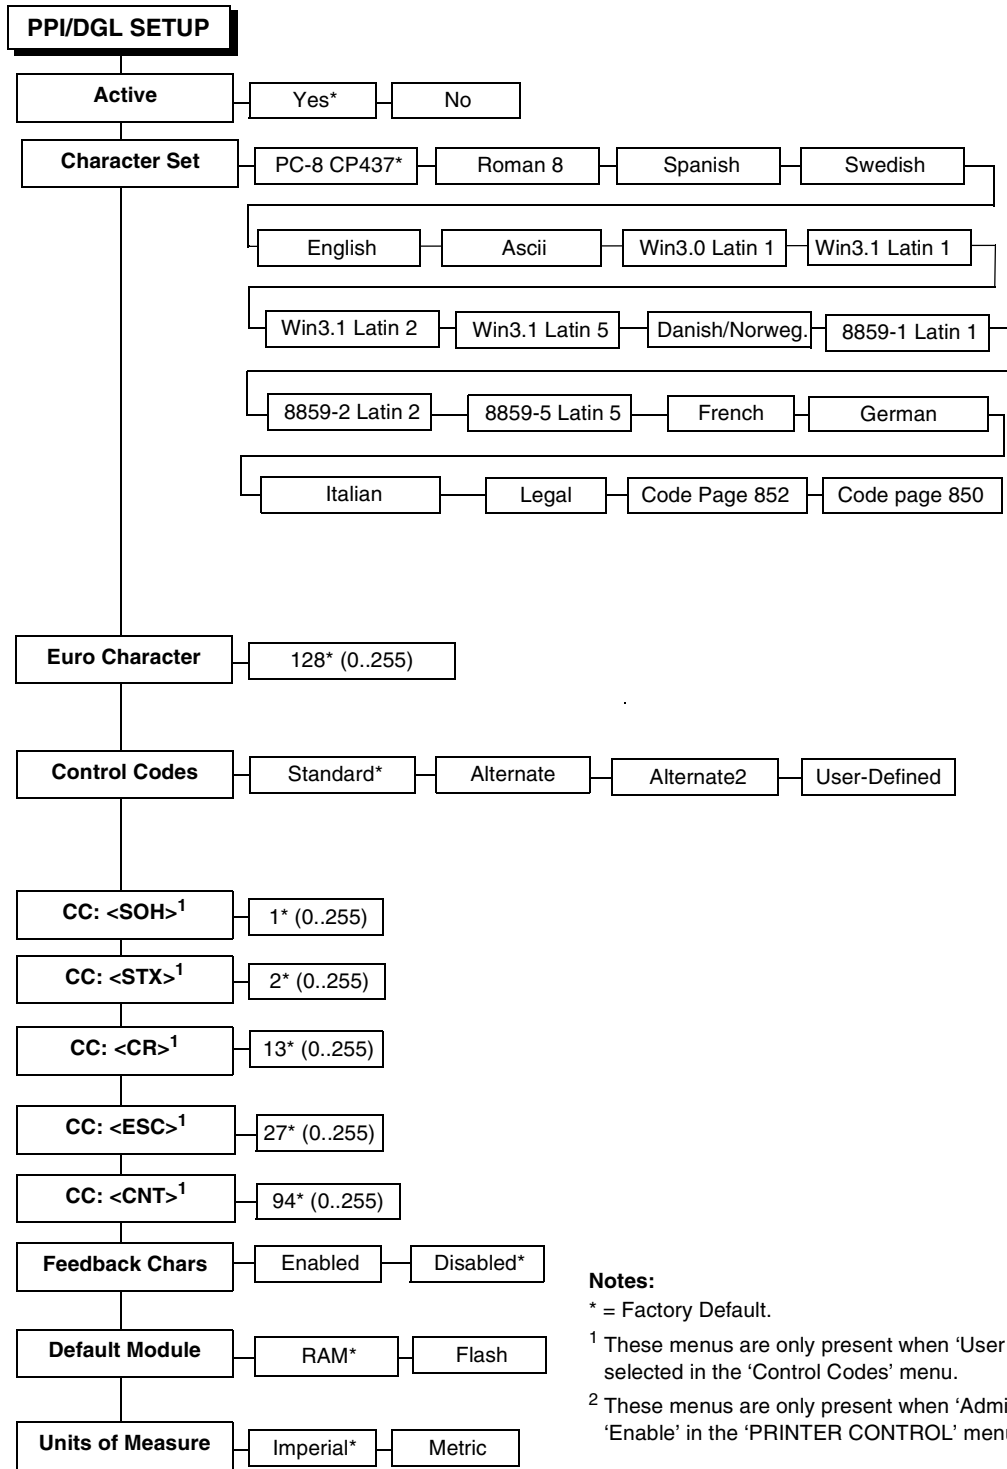 PPI/DGL SETUP
Active Yes* No
Character Set PC-8 CP437* Roman 8 Spanish Swedish
English Ascii Win3.0 Latin 1 Win3.1 Latin 1
Win3.1 Latin 2 Win3.1 Latin 5 Danish/Norweg. 8859-1 Latin 1
8859-2 Latin 2 8859-5 Latin 5 French German
Italian Legal Code Page 852 Code page 850
Euro Character 128* (0..255)
Control Codes Standard* Alternate Alternate2 User-Defined
CC: <SOH>1 1* (0..255)
CC: <STX>1 2* (0..255)
CC: <CR>1 13* (0..255)
CC: <ESC>1 27* (0..255)
CC: <CNT>1 94* (0..255)
Feedback Chars Enabled Disabled*
Default Module RAM* Flash
Units of Measure Imperial* Metric
Notes:
* = Factory Default.
1 These menus are only present when ‘User
selected in the ‘Control Codes’ menu.
2 These menus are only present when ‘Admi
‘Enable’ in the ‘PRINTER CONTROL’ menu